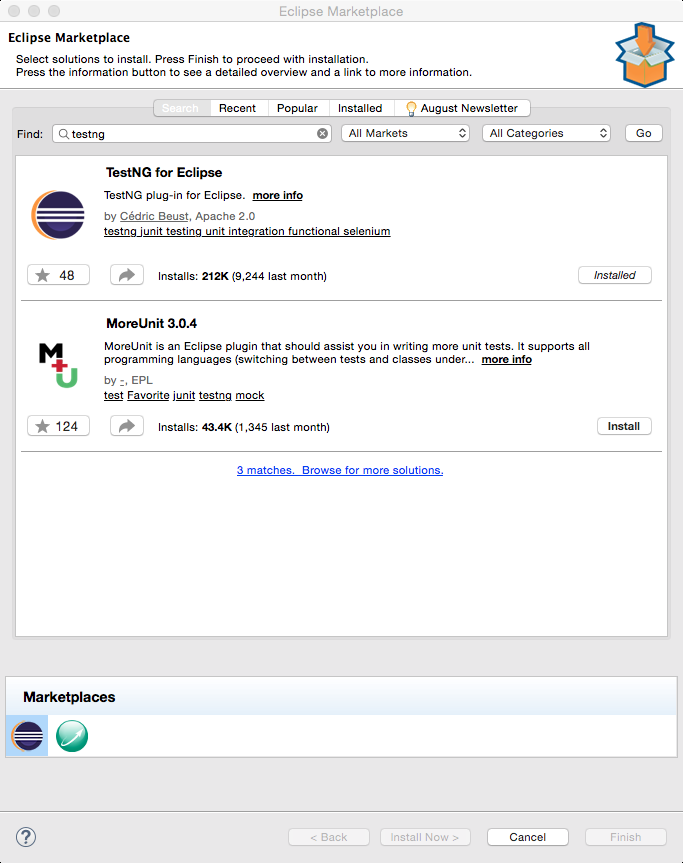 Eclipse Marketplace
Eclipse Marketplace
Select solutions to install. Press Finish to proceed with installation.
Press the information button to see a detailed overview and a link to more information.
Search Recent Popular Installed August Newsletter
Find: testng All Markets All Categories Go
TestNG for Eclipse
TestNG plug-in for Eclipse. more info
by Cédric Beust, Apache 2.0
testng junit testing unit integration functional selenium
48 Installs: 212K (9,244 last month) Installed
MoreUnit 3.0.4
MoreUnit is an Eclipse plugin that should assist you in writing more unit tests. It supports all
programming languages (switching between tests and classes under... more info
M+U
by -, EPL
test Favorite junit testng mock
124 Installs: 43.4K (1,345 last month) Install
3 matches. Browse for more solutions.
Marketplaces
? < Back Install Now > Cancel Finish